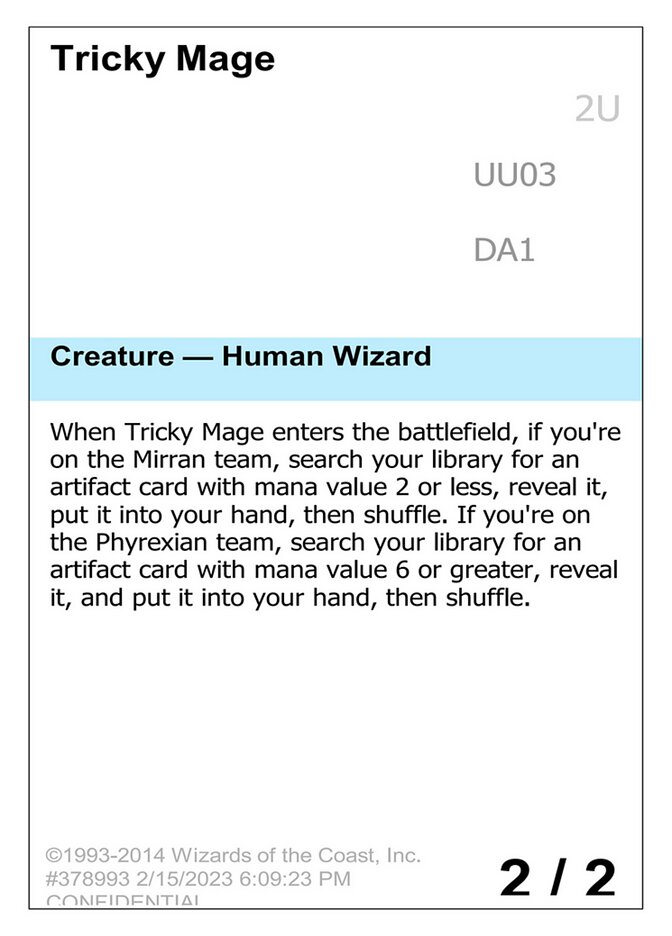 Tricky Mage
2U
UU03
DA1
Creature — Human Wizard
When Tricky Mage enters the battlefield, if you're
on the Mirran team, search your library for an
artifact card with mana value 2 or less, reveal it,
put it into your hand, then shuffle. If you're on
the Phyrexian team, search your library for an
artifact card with mana value 6 or greater, reveal
it, and put it into your hand, then shuffle.
©1993-2014 Wizards of the Coast, Inc.
#378993 2/15/2023 6:09:23 PM
CONFIDENTIAL
2 / 2